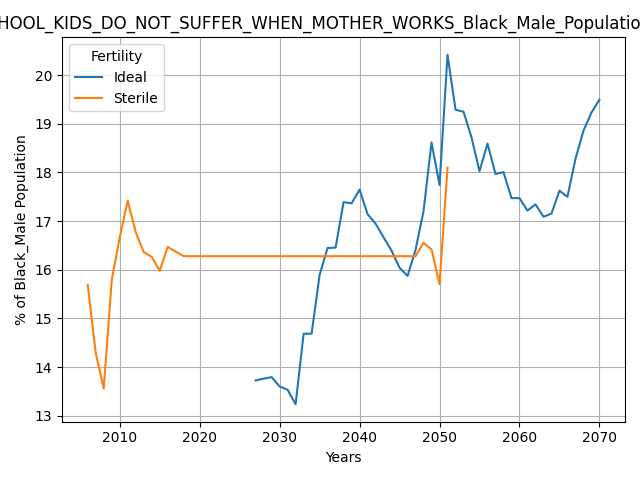 HOOL_KIDS_DO_NOT_SUFFER_WHEN_MOTHER_WORKS_Black_Male_Populatio
Fertility
Ideal
Sterile
% of Black_Male Population
20
19
18
17
16
15
14
13
2010 2020 2030 2040 2050 2060 2070
Years